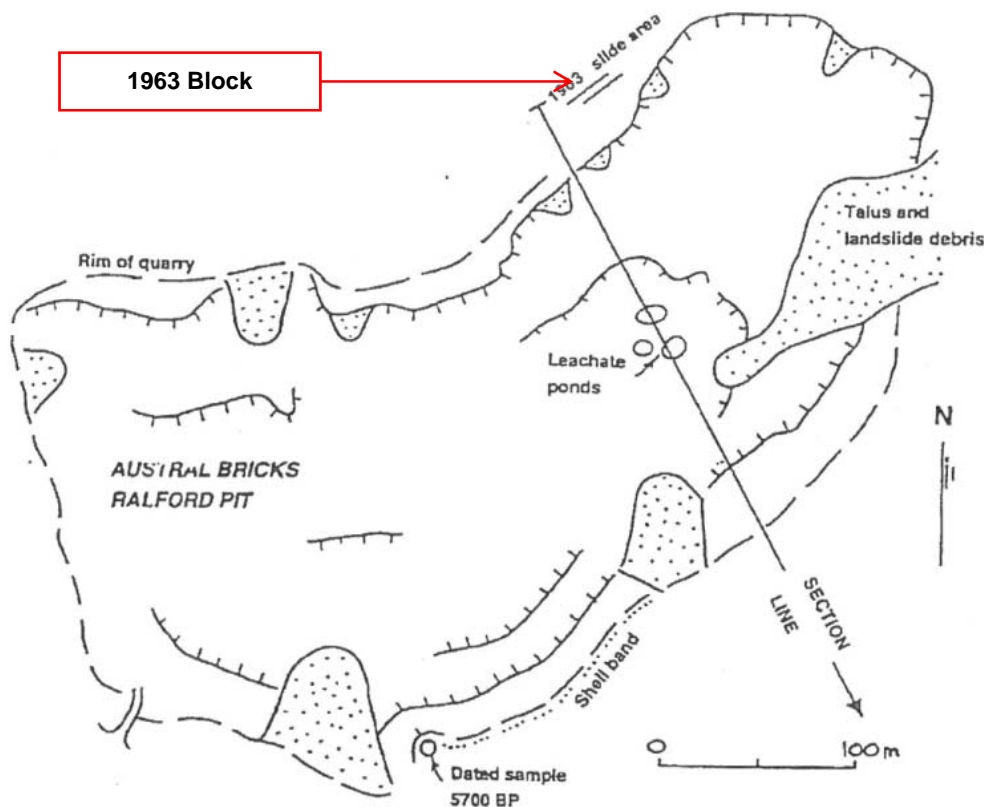 1963 Block
1963 slide area
Talus and
landslide debris
Rim of quarry
Leachate
ponds
N
AUSTRAL BRICKS
RALFORD PIT
SECTION
LINE
Shell band
0 100 m
Dated sample
5700 BP